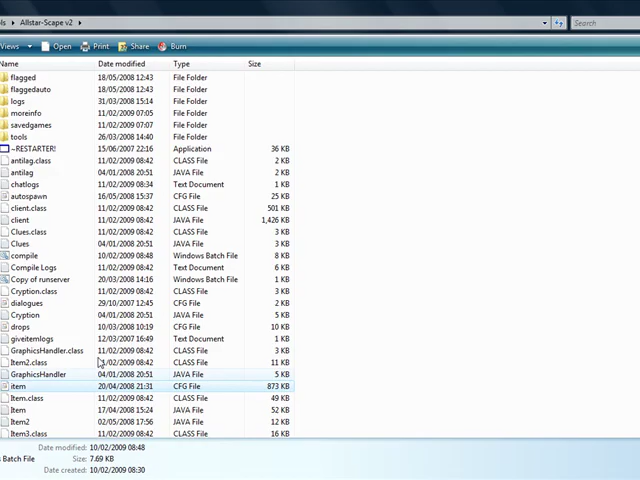 ls ▸ Allstar-Scape v2 ▸ Search
Views Open Print Share Burn
Name Date modified Type Size
flagged 18/05/2008 12:43 File Folder
flaggedauto 18/05/2008 12:43 File Folder
logs 31/03/2008 15:14 File Folder
moreinfo 11/02/2009 07:05 File Folder
savedgames 11/02/2009 07:07 File Folder
tools 26/03/2008 14:40 File Folder
~RESTARTER! 15/06/2007 22:16 Application 36 KB
antilag.class 11/02/2009 08:42 CLASS File 2 KB
antilag 04/01/2008 20:51 JAVA File 2 KB
chatlogs 11/02/2009 08:34 Text Document 6 KB
autospawn 16/05/2008 15:37 CFG File 25 KB
client.class 11/02/2009 08:42 CLASS File 501 KB
client 11/02/2009 08:42 JAVA File 1,426 KB
Clues.class 11/02/2009 08:42 CLASS File 3 KB
Clues 04/01/2008 20:51 JAVA File 3 KB
compile 10/02/2009 08:48 Windows Batch File 8 KB
Compile Logs 11/02/2009 08:42 Text Document 6 KB
Copy of runserver 20/03/2008 14:16 Windows Batch File 1 KB
Cryption.class 11/02/2009 08:42 CLASS File 3 KB
dialogues 29/10/2007 12:45 CFG File 2 KB
Cryption 04/01/2008 20:51 JAVA File 5 KB
drops 10/03/2008 10:19 CFG File 10 KB
giveitemlogs 12/03/2007 16:49 Text Document 1 KB
GraphicsHandler.class 11/02/2009 08:42 CLASS File 3 KB
Item2.class /02/2009 08:42 CLASS File 11 KB
GraphicsHandler 04/01/2008 20:51 JAVA File 5 KB
item 20/04/2008 21:31 CFG File 873 KB
Item.class 11/02/2009 08:42 CLASS File 49 KB
Item 17/04/2008 15:24 JAVA File 52 KB
Item2 02/05/2008 17:56 JAVA File 12 KB
Item3.class 11/02/2009 08:42 CLASS File 16 KB
Date modified: 10/02/2009 08:48
s Batch File Size: 7.69 KB
Date created: 10/02/2009 08:30